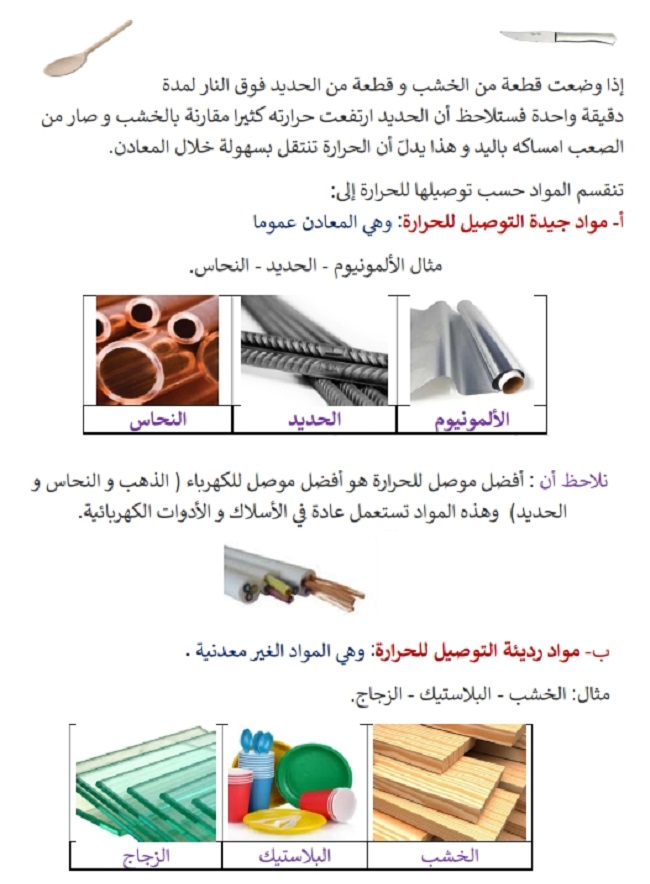 إذا وضعت قطعة من الخشب و قطعة من الحديد فوق النار لمدة
دقيقة واحدة فستلاحظ أن الحديد ارتفعت حرارته كثيرا مقارنة بالخشب و صار من
الصعب امساكه باليد و هذا يدلّ أن الحرارة تنتقل بسهولة خلال المعادن.
تنقسم المواد حسب توصيلها للحرارة إلى:
أ- مواد جيدة التوصيل للحرارة: وهي المعادن عموما
مثال الألمونيوم - الحديد - النحاس.
الألمونيوم الحديد النحاس
نلاحظ أن : أفضل موصل للحرارة هو أفضل موصل للكهرباء ( الذهب و النحاس و
الحديد) وهذه المواد تستعمل عادة في الأسلاك و الأدوات الكهربائية.
ب- مواد رديئة التوصيل للحرارة: وهي المواد الغير معدنية .
مثال: الخشب - البلاستيك - الزجاج.
الخشب البلاستيك الزجاج